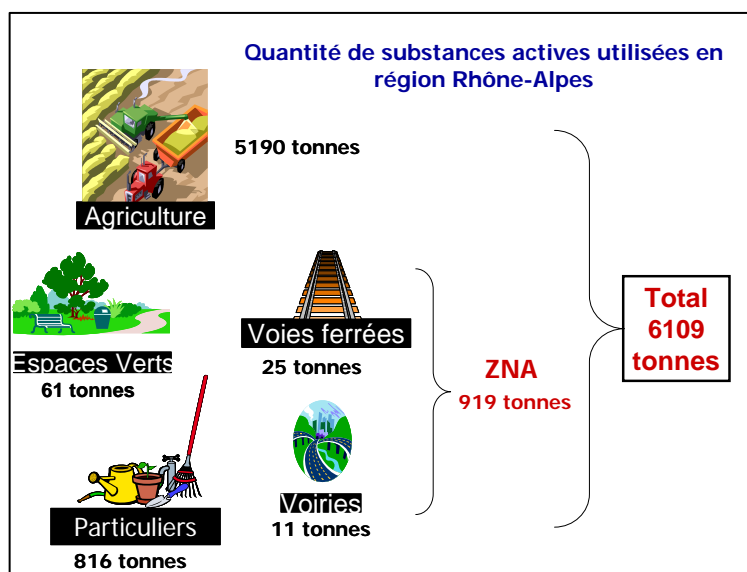 Quantité de substances actives utilisées en
région Rhône-Alpes
5190 tonnes
Agriculture
Espaces Verts
61 tonnes
Voies ferrées
25 tonnes
Particuliers
816 tonnes
Voiries
11 tonnes
ZNA
919 tonnes
Total
6109
tonnes